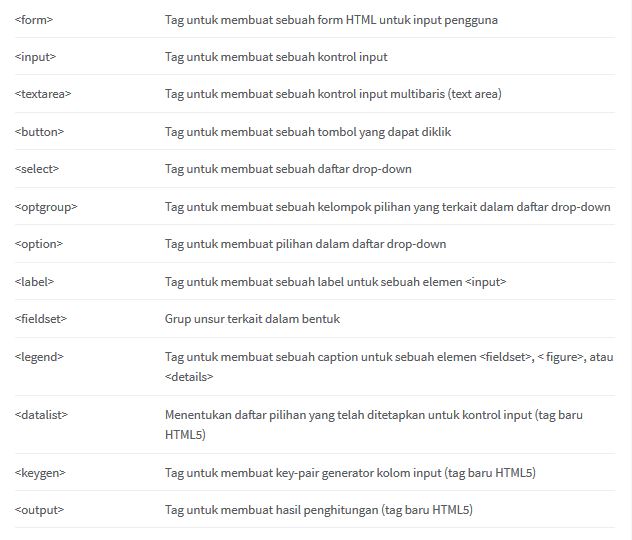 <form> Tag untuk membuat sebuah form HTML untuk input pengguna
<input> Tag untuk membuat sebuah kontrol input
<textarea> Tag untuk membuat sebuah kontrol input multibaris (text area)
<button> Tag untuk membuat sebuah tombol yang dapat diklik
<select> Tag untuk membuat sebuah daftar drop-down
<optgroup> Tag untuk membuat sebuah kelompok pilihan yang terkait dalam daftar drop-down
<option> Tag untuk membuat pilihan dalam daftar drop-down
<label> Tag untuk membuat sebuah label untuk sebuah elemen <input>
<fieldset> Grup unsur terkait dalam bentuk
<legend> Tag untuk membuat sebuah caption untuk sebuah elemen <fieldset>, < figure>, atau
<details>
<datalist> Menentukan daftar pilihan yang telah ditetapkan untuk kontrol input (tag baru
HTML5)
<keygen> Tag untuk membuat key-pair generator kolom input (tag baru HTML5)
<output> Tag untuk membuat hasil penghitungan (tag baru HTML5)